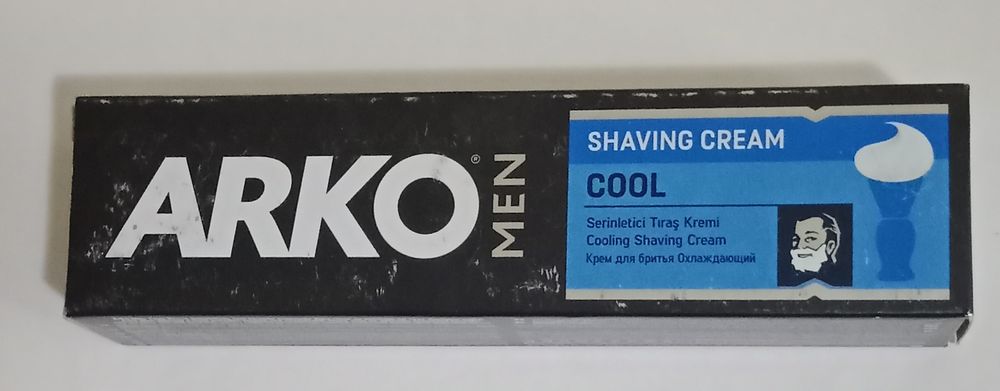 ARKO®
MEN
SHAVING CREAM
COOL
Serinletici Tıraş Kremi
Cooling Shaving Cream
Крем для бритья Охлаждающий